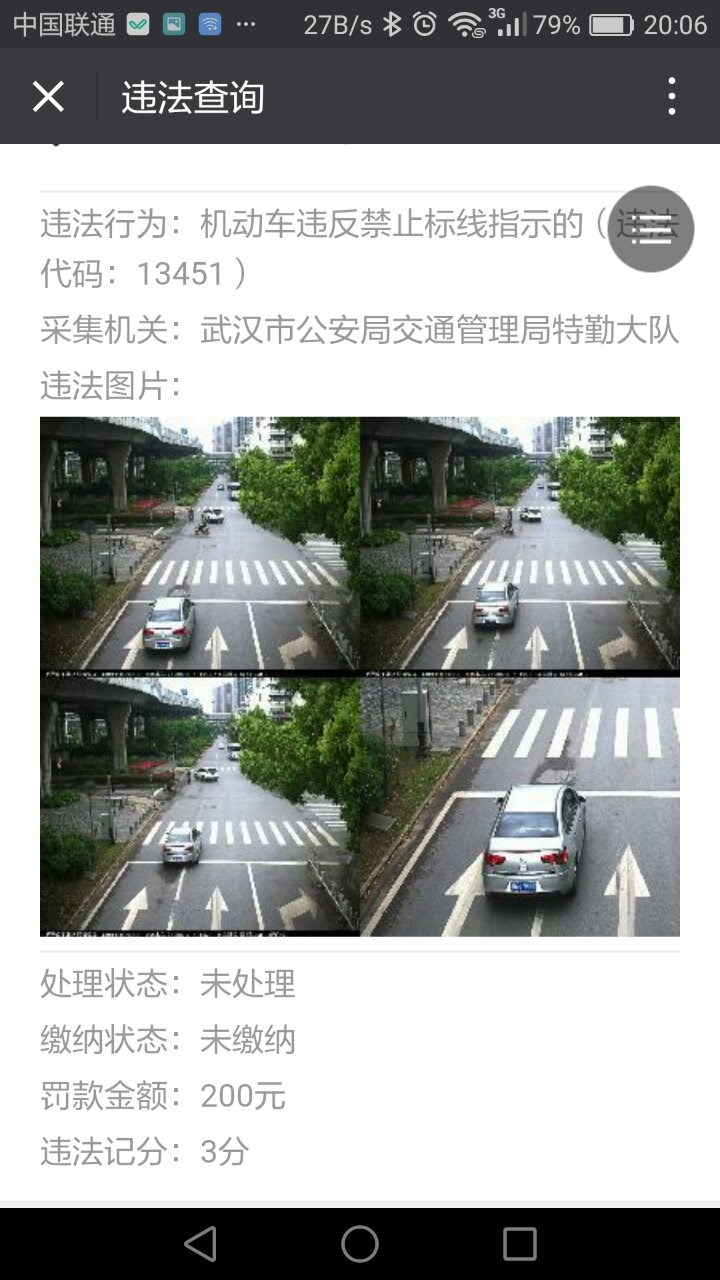 中国联通 ... 27B/s 3G 79% 20:06
违法查询
违法行为：机动车违反禁止标线指示的（违法
代码：13451）
采集机关：武汉市公安局交通管理局特勤大队
违法图片：
处理状态：未处理
缴纳状态：未缴纳
罚款金额：200元
违法记分：3分